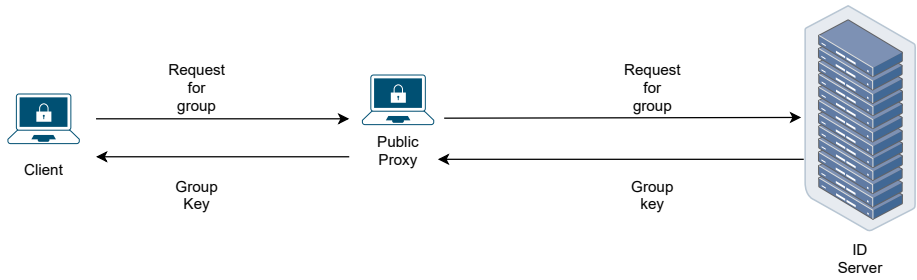 Request
for
group
Request
for
group
Client
Public
Proxy
Group
Key
Group
key
ID
Server